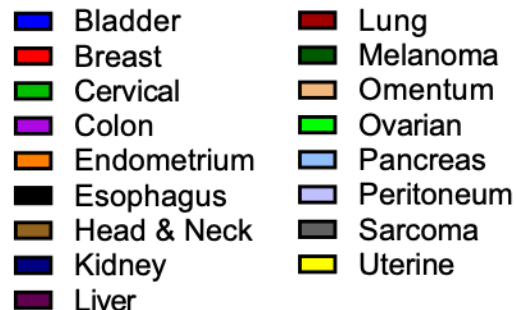 Bladder
Breast
Cervical
Colon
Endometrium
Esophagus
Head & Neck
Kidney
Liver
Lung
Melanoma
Omentum
Ovarian
Pancreas
Peritoneum
Sarcoma
Uterine